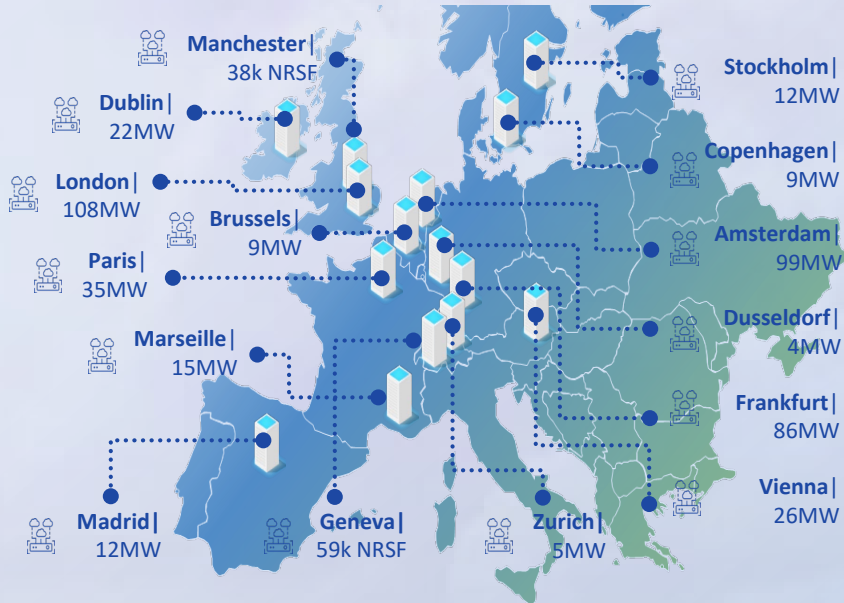 Manchester|
38k NRSF
Dublin|
22MW
London|
108MW
Brussels|
9MW
Paris|
35MW
Marseille|
15MW
Madrid|
12MW
Geneva|
59k NRSF
Zurich|
5MW
Stockholm|
12MW
Copenhagen|
9MW
Amsterdam|
99MW
Dusseldorf|
4MW
Frankfurt|
86MW
Vienna|
26MW